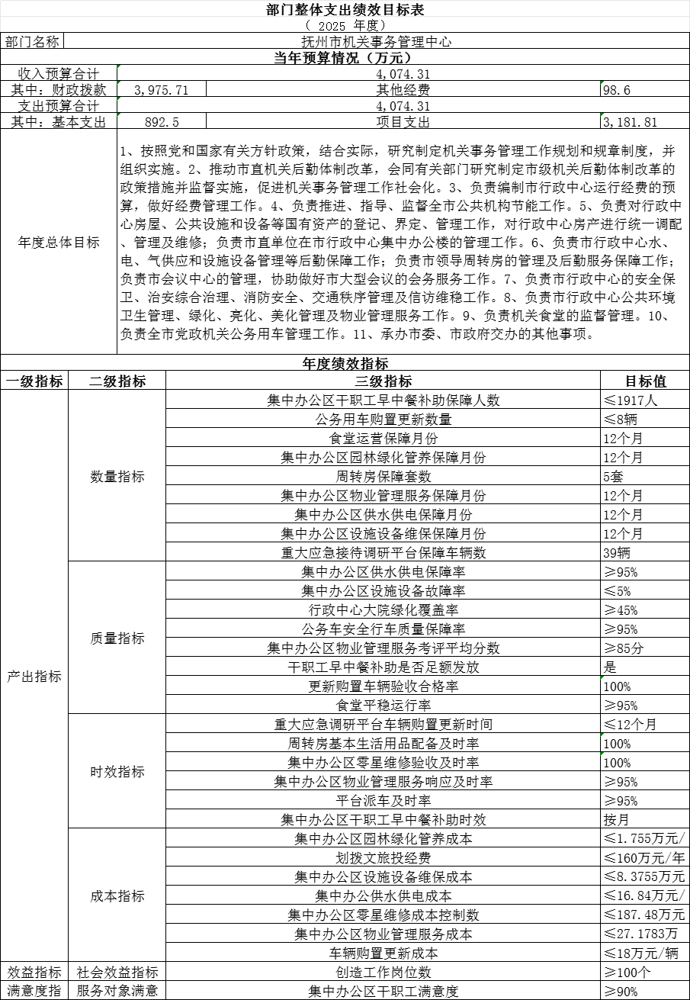 部门整体支出绩效目标表
（ 2025 年度）
部门名称 抚州市机关事务管理中心
当年预算情况（万元）
收入预算合计 4,074.31
其中：财政拨款 3,975.71 其他经费 98.6
支出预算合计 4,074.31
其中：基本支出 892.5 项目支出 3,181.81
年度总体目标
1、按照党和国家有关方针政策，结合实际，研究制定机关事务管理工作规划和规章制度，并
组织实施。2、推动市直机关后勤体制改革，会同有关部门研究制定市级机关后勤体制改革的
政策措施并监督实施，促进机关事务管理工作社会化。3、负责编制市行政中心运行经费的预
算，做好经费管理工作。4、负责推进、指导、监督全市公共机构节能工作。5、负责对行政中
心房屋、公共设施和设备等国有资产的登记、界定、管理工作，对行政中心房产进行统一调配
、管理及维修；负责市直单位在市行政中心集中办公楼的管理工作。6、负责市行政中心水、
电、气供应和设施设备管理等后勤保障工作；负责市领导周转房的管理及后勤服务保障工作；
负责市会议中心的管理，协助做好市大型会议的会务服务工作。7、负责市行政中心的安全保
卫、治安综合治理、消防安全、交通秩序管理及信访维稳工作。8、负责市行政中心公共环境
卫生管理、绿化、亮化、美化管理及物业管理服务工作。9、负责机关食堂的监督管理。10、
负责全市党政机关公务用车管理工作。11、承办市委、市政府交办的其他事项。
年度绩效指标
一级指标 二级指标 三级指标 目标值
产出指标
数量指标
集中办公区干职工早中餐补助保障人数 ≤1917人
公务用车购置更新数量 ≤8辆
食堂运营保障月份 12个月
集中办公区园林绿化管养保障月份 12个月
周转房保障套数 5套
集中办公区物业管理服务保障月份 12个月
集中办公区供水供电保障月份 12个月
集中办公区设施设备维保保障月份 12个月
重大应急接待调研平台保障车辆数 39辆
质量指标
集中办公区供水供电保障率 ≥95%
集中办公区设施设备故障率 ≤5%
行政中心大院绿化覆盖率 ≥45%
公务车安全行车质量保障率 ≥95%
集中办公区物业管理服务考评平均分数 ≥85分
干职工早中餐补助是否足额发放 是
更新购置车辆验收合格率 100%
食堂平稳运行率 ≥95%
时效指标
重大应急调研平台车辆购置更新时间 ≤12个月
周转房基本生活用品配备及时率 100%
集中办公区零星维修验收及时率 100%
集中办公区物业管理服务响应及时率 ≥95%
平台派车及时率 ≥95%
集中办公区干职工早中餐补助时效 按月
成本指标
集中办公区园林绿化管养成本 ≤1.755万元/
划拨文旅投经费 ≤160万元/年
集中办公区设施设备维保成本 ≤8.3755万元
集中办公供水供电成本 ≤16.84万元/
集中办公区零星维修成本控制数 ≤187.48万元
集中办公区物业管理服务成本 ≤27.1783万
车辆购置更新成本 ≤18万元/辆
效益指标 社会效益指标 创造工作岗位数 ≥100个
满意度指 服务对象满意 集中办公区干职工满意度 ≥90%